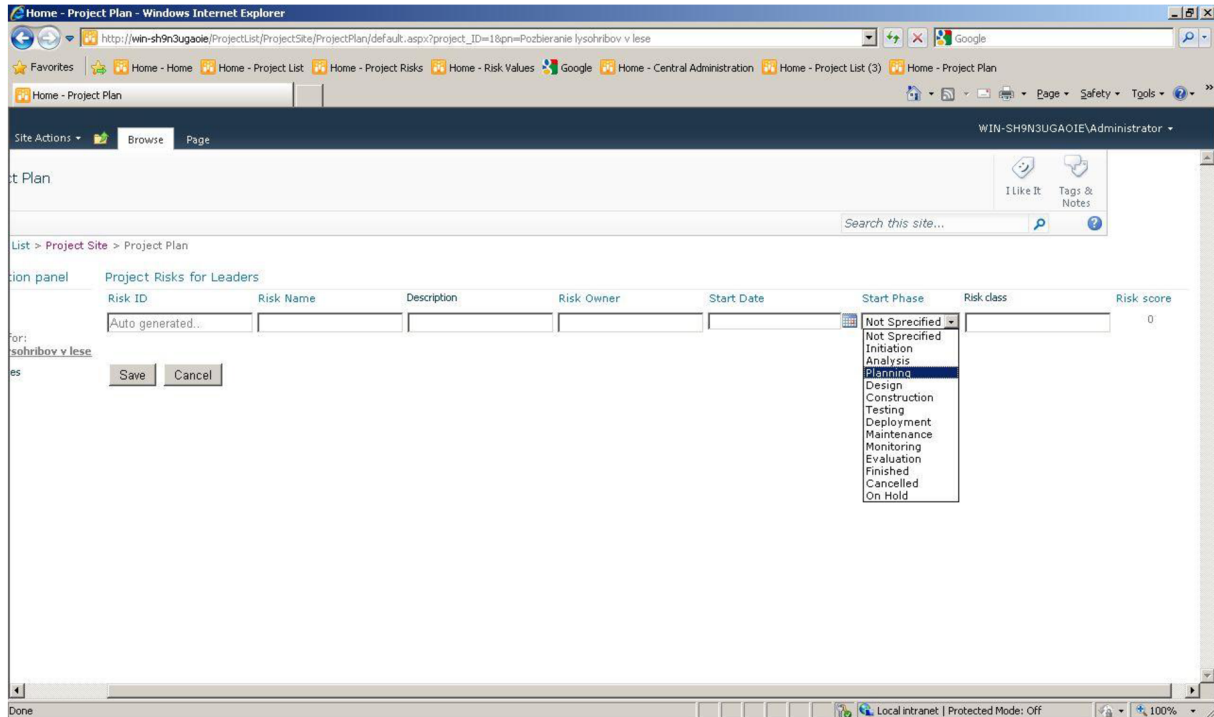 Home - Project Plan - Windows Internet Explorer
http://win-sh9n3ugaoie/ProjectList/ProjectSite/ProjectPlan/default.aspx?project_ID=1&pn=Pozbieranie lysohribov v lese
Google
Favorites Home - Home Home - Project List Home - Project Risks Home - Risk Values Google Home - Central Administration Home - Project List (3) Home - Project Plan
Home - Project Plan
Page Safety Tools
WIN-SH9N3UGAOIE\Administrator
Site Actions Browse Page
ct Plan
I Like It Tags & Notes
Search this site...
List > Project Site > Project Plan
tion panel Project Risks for Leaders
Risk ID Risk Name Description Risk Owner Start Date Start Phase Risk class Risk score
Auto generated.. Not Sprecified 0
for:
ysohribov v lese
es
Save Cancel
Not Sprecified
Initiation
Analysis
Planning
Design
Construction
Testing
Deployment
Maintenance
Monitoring
Evaluation
Finished
Cancelled
On Hold
Done Local intranet | Protected Mode: Off 100%